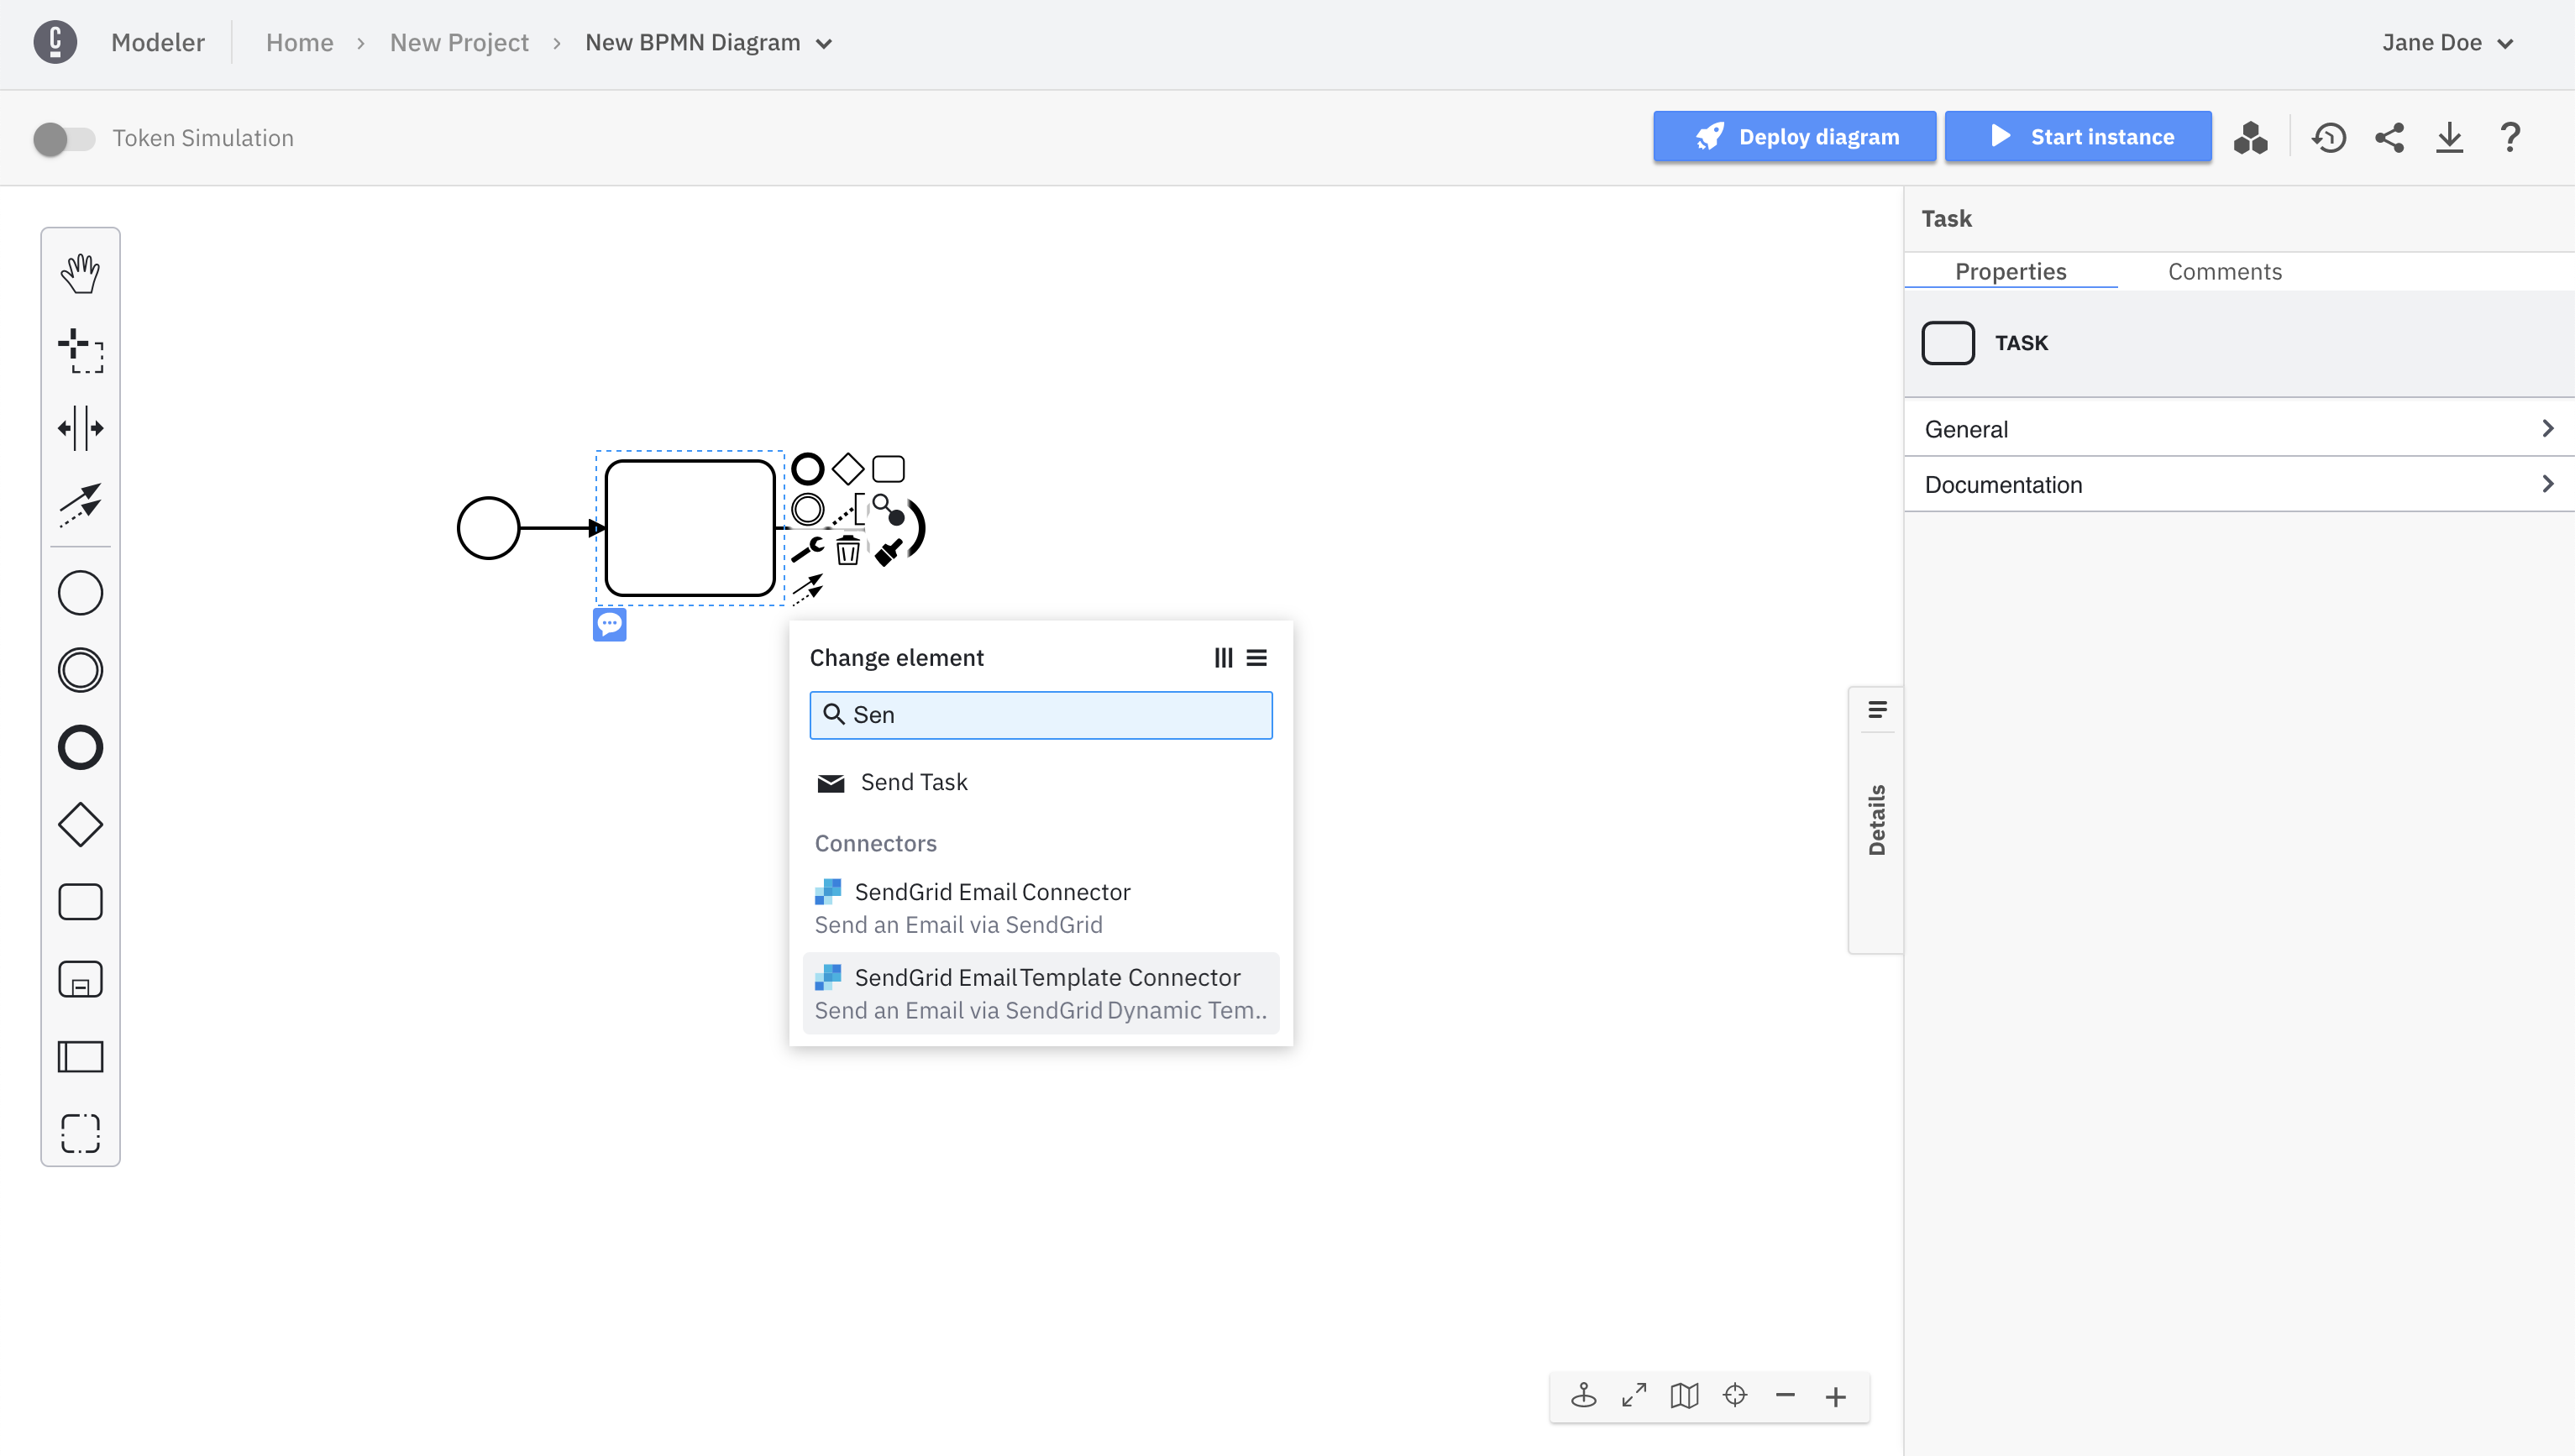 Modeler
Home
New Project
New BPMN Diagram
Jane Doe
Token Simulation
Deploy diagram
Start instance
?
Task
Properties
Comments
TASK
General
Documentation
Change element
Sen
Send Task
Connectors
SendGrid Email Connector
Send an Email via SendGrid
SendGrid Email Template Connector
Send an Email via SendGrid Dynamic Tem..
Details